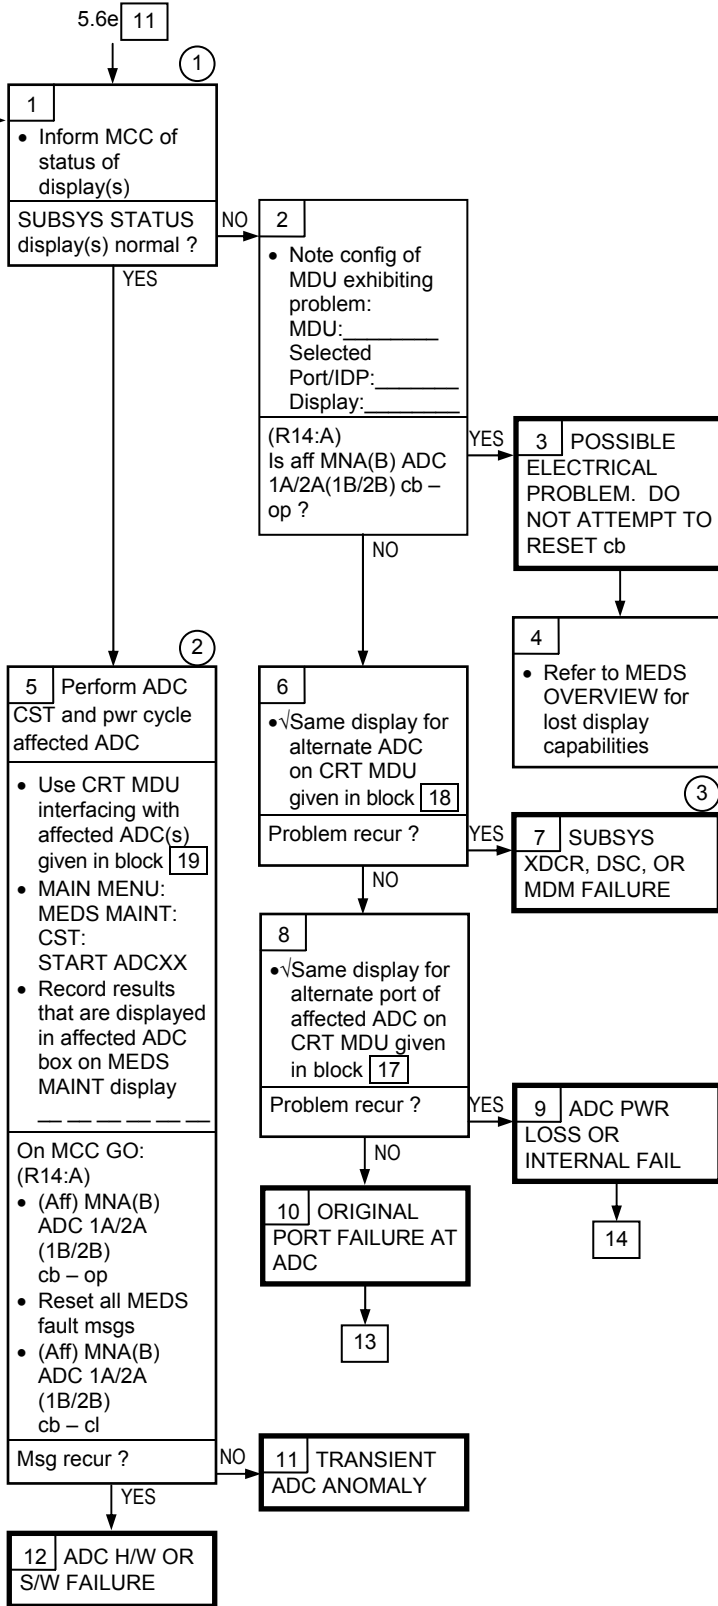 5.6e 11
1
1
• Inform MCC of
status of
display(s)
SUBSYS STATUS
display(s) normal ?
NO
YES
2
• Note config of
MDU exhibiting
problem:
MDU:________
Selected
Port/IDP:_______
Display:________
(R14:A)
Is aff MNA(B) ADC
1A/2A(1B/2B) cb –
op ?
YES
NO
3 POSSIBLE
ELECTRICAL
PROBLEM. DO
NOT ATTEMPT TO
RESET cb
4
• Refer to MEDS
OVERVIEW for
lost display
capabilities
2
5 Perform ADC
CST and pwr cycle
affected ADC
• Use CRT MDU
interfacing with
affected ADC(s)
given in block 19
• MAIN MENU:
MEDS MAINT:
CST:
START ADCXX
• Record results
that are displayed
in affected ADC
box on MEDS
MAINT display
__ __ __ __ __ __
On MCC GO:
(R14:A)
• (Aff) MNA(B)
ADC 1A/2A
(1B/2B)
cb – op
• Reset all MEDS
fault msgs
• (Aff) MNA(B)
ADC 1A/2A
(1B/2B)
cb – cl
Msg recur ?
NO
YES
6
•√Same display for
alternate ADC
on CRT MDU
given in block 18
Problem recur ?
YES
NO
3
7 SUBSYS
XDCR, DSC, OR
MDM FAILURE
8
•√Same display for
alternate port of
affected ADC on
CRT MDU given
in block 17
Problem recur ?
YES
NO
9 ADC PWR
LOSS OR
INTERNAL FAIL
14
10 ORIGINAL
PORT FAILURE AT
ADC
13
11 TRANSIENT
ADC ANOMALY
12 ADC H/W OR
S/W FAILURE